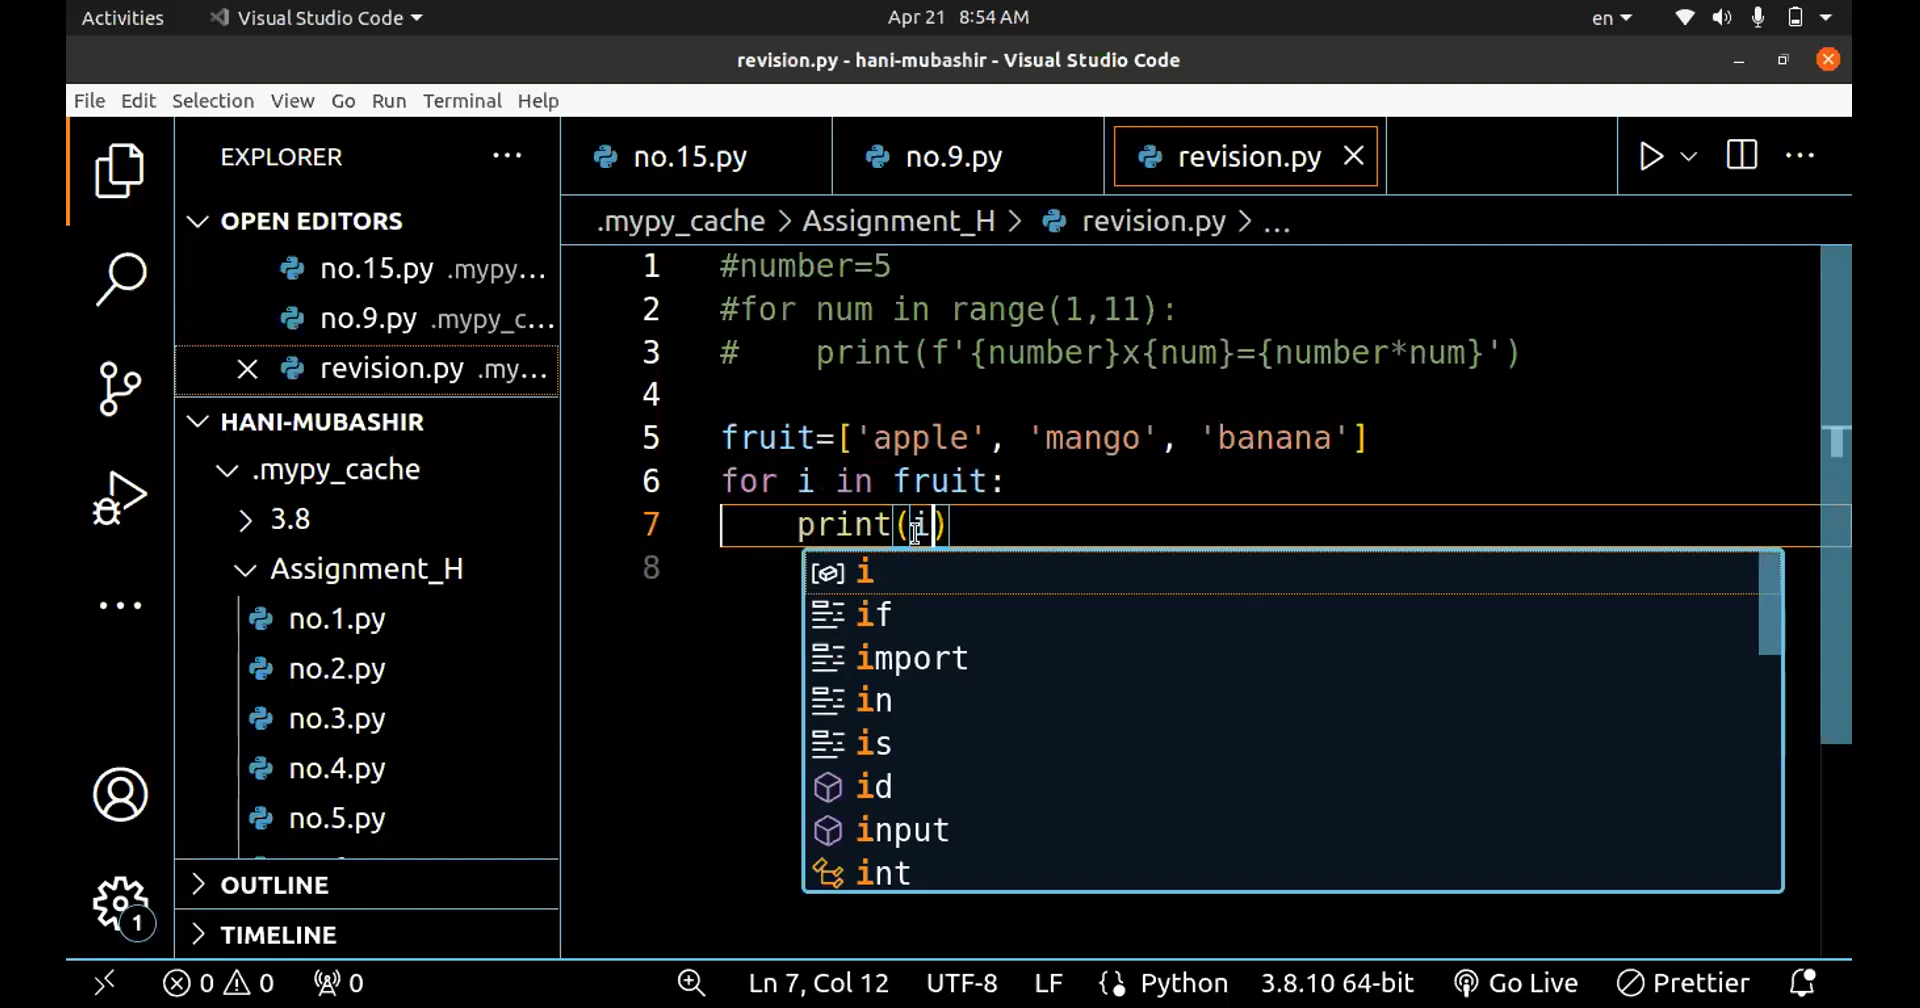 Activities
Visual Studio Code
Apr 21 8:54 AM
en
revision.py - hani-mubashir - Visual Studio Code
File Edit Selection View Go Run Terminal Help
EXPLORER
no.15.py
no.9.py
revision.py
OPEN EDITORS
no.15.py .mypy...
no.9.py .mypy_c...
revision.py .my...
HANI-MUBASHIR
.mypy_cache
3.8
Assignment_H
no.1.py
no.2.py
no.3.py
no.4.py
no.5.py
OUTLINE
TIMELINE
.mypy_cache > Assignment_H > revision.py > ...
1 #number=5
2 #for num in range(1,11):
3 #    print(f'{number}x{num}={number*num}')
4
5 fruit=['apple', 'mango', 'banana']
6 for i in fruit:
7     print(i)
8
i
if
import
in
is
id
input
int
1
0 0 0
Ln 7, Col 12
UTF-8
LF
Python
3.8.10 64-bit
Go Live
Prettier